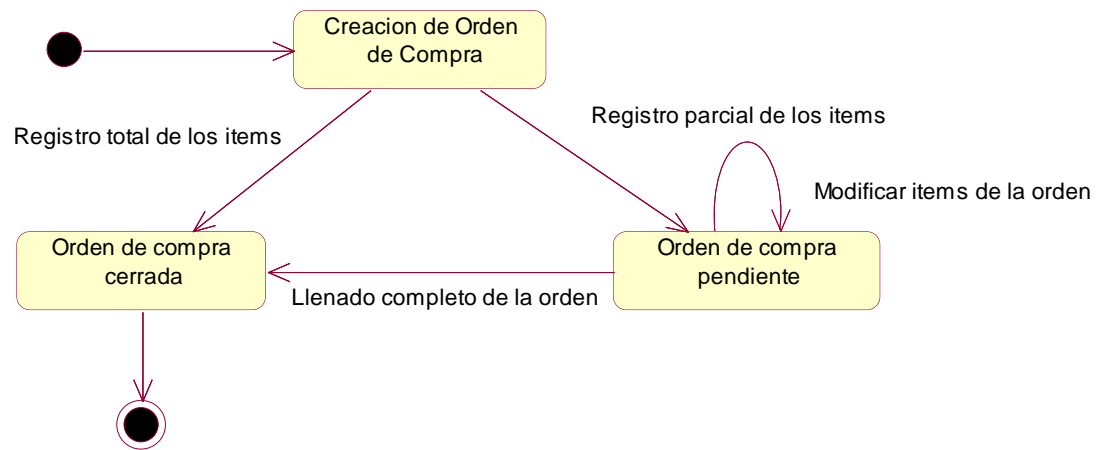 Creacion de Orden
de Compra
Registro parcial de los items
Registro total de los items
Modificar items de la orden
Orden de compra
cerrada
Orden de compra
pendiente
Llenado completo de la orden